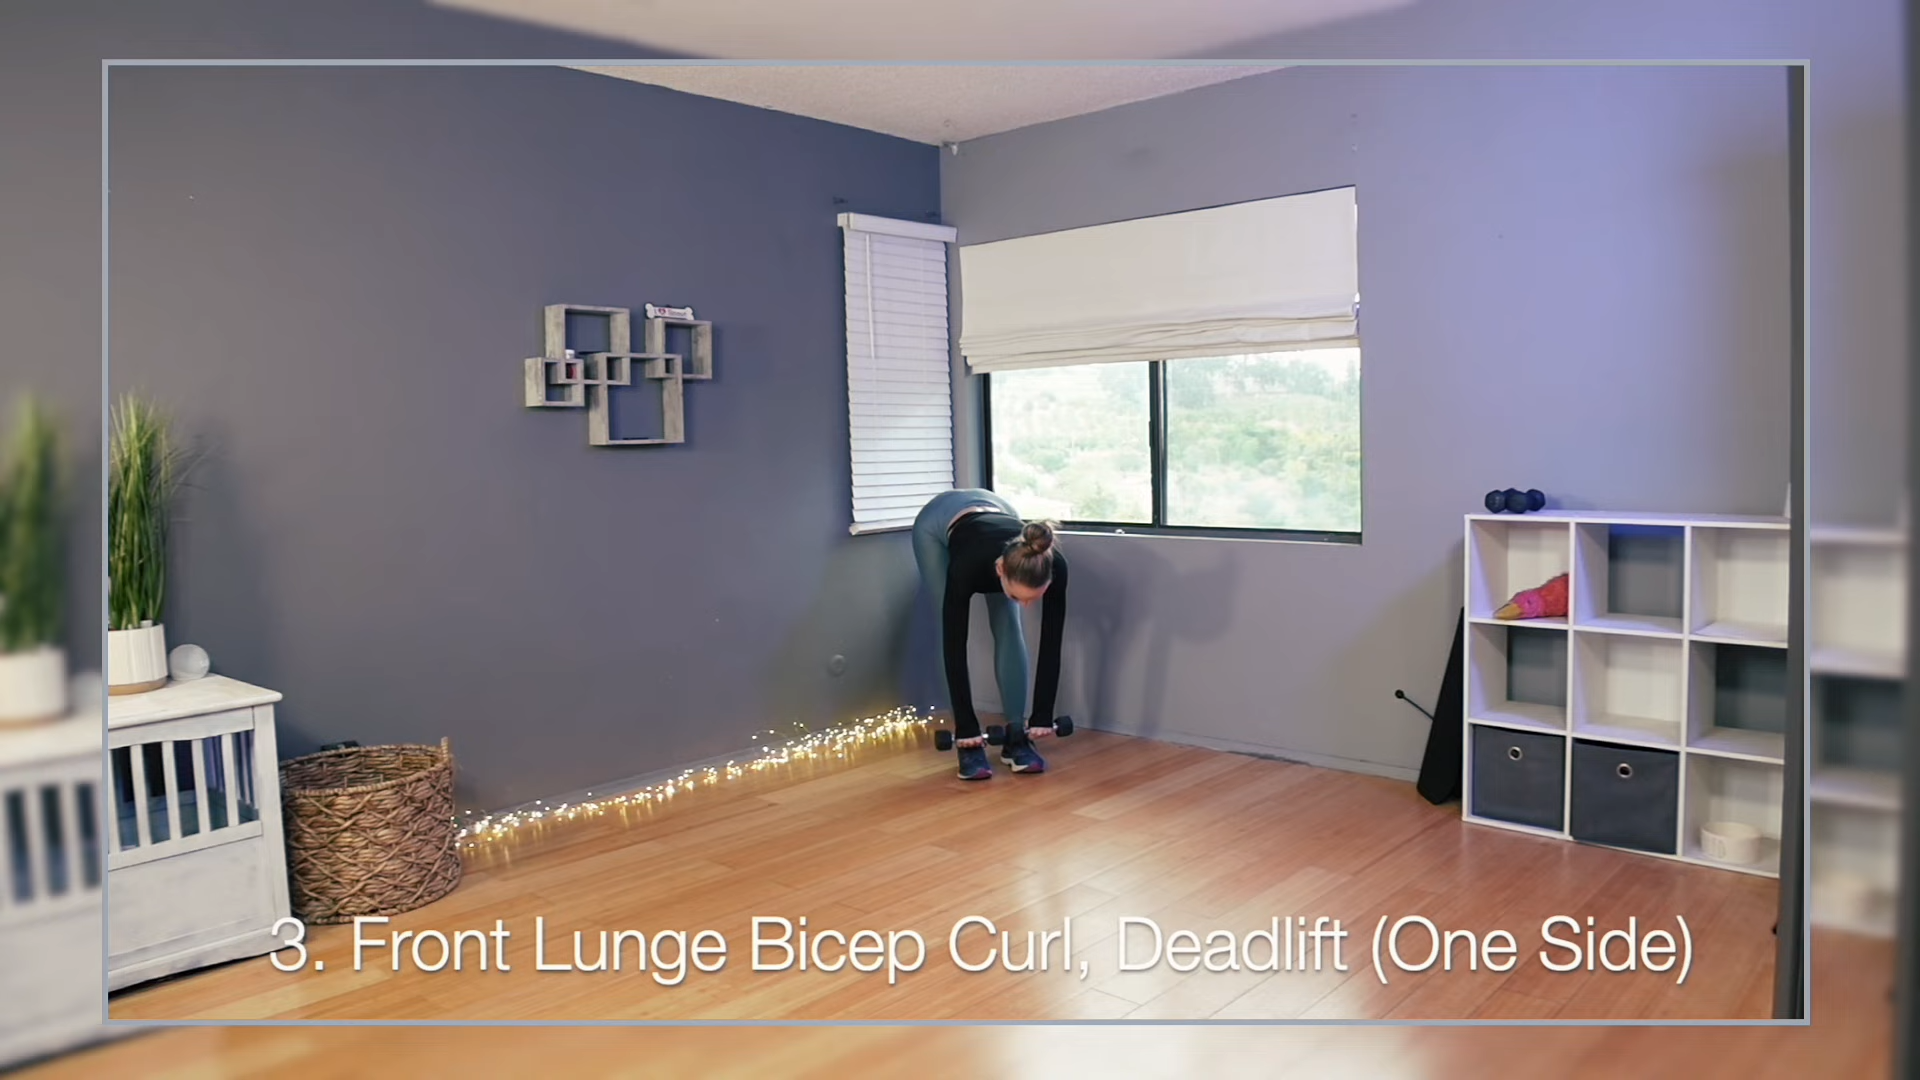 3. Front Lunge Bicep Curl, Deadlift (One Side)